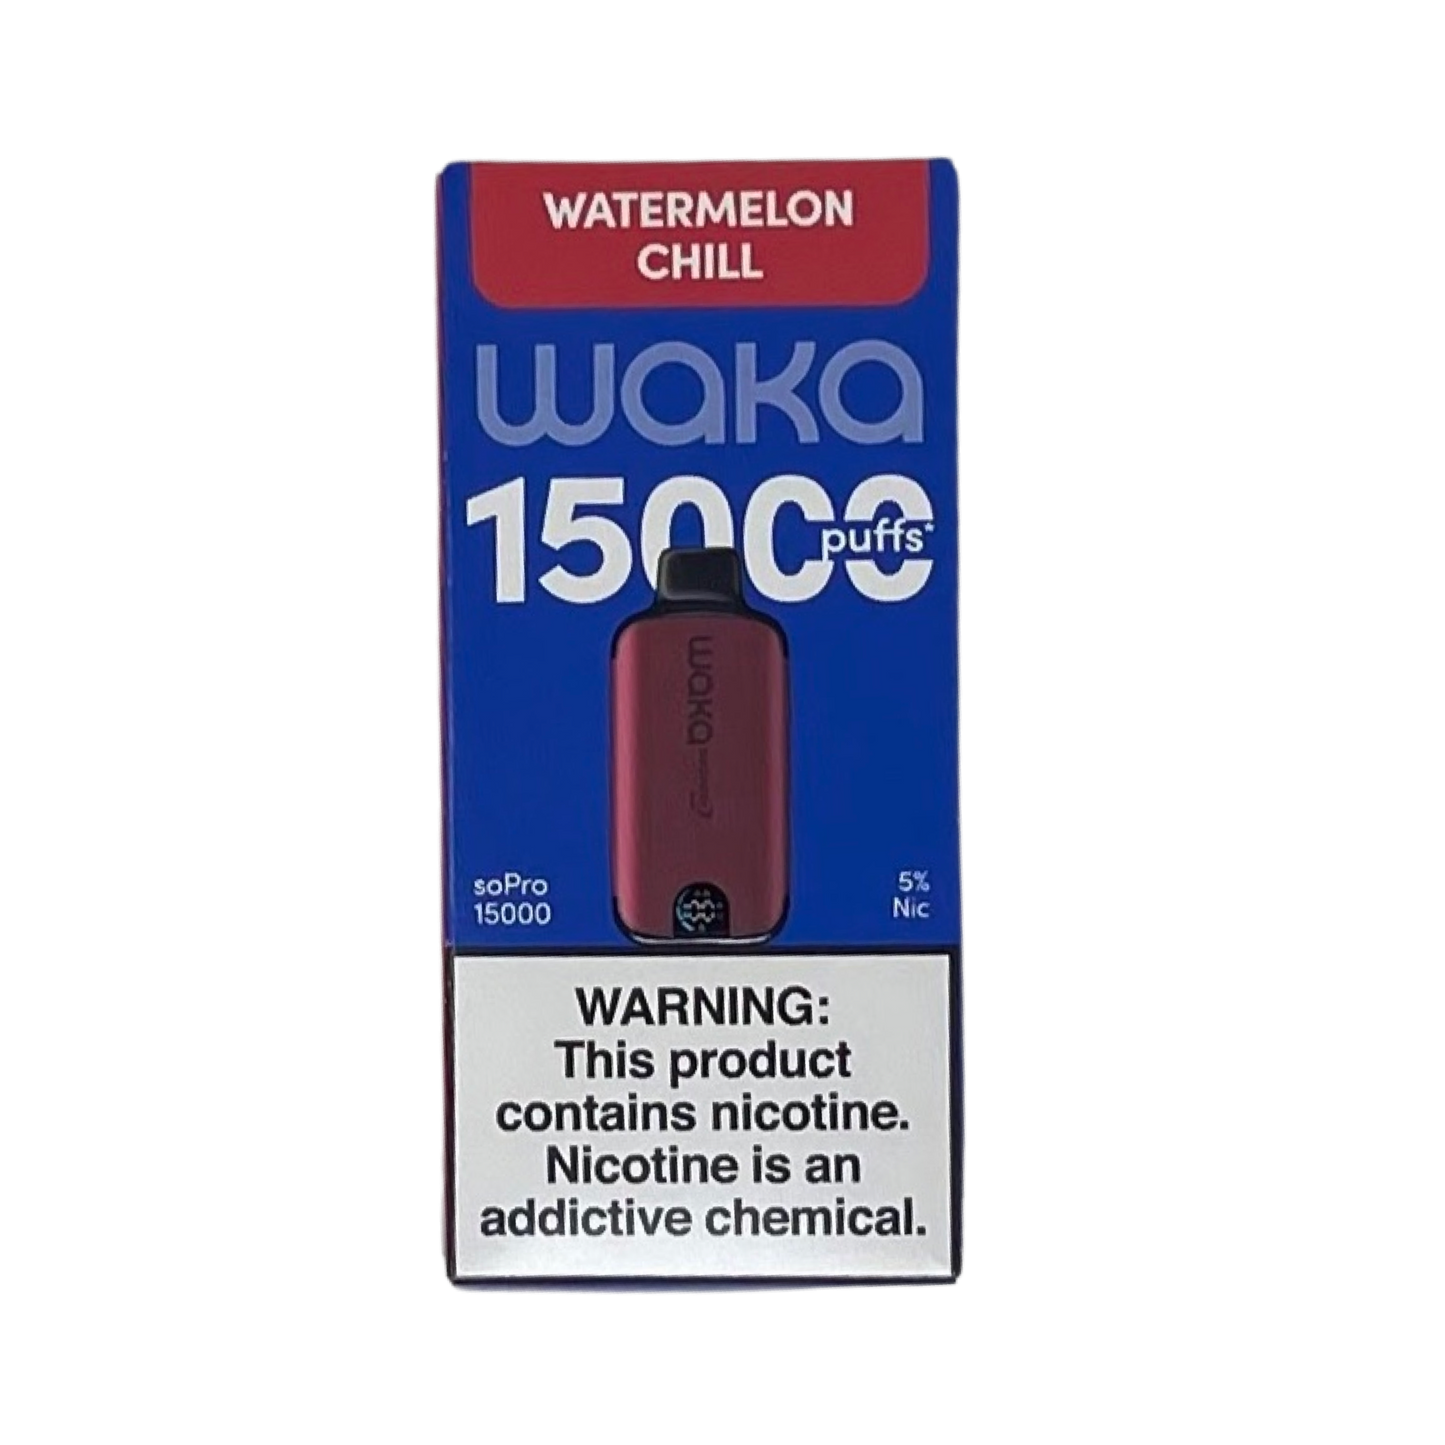 WATERMELON
CHILL
waka
15000
puffs*
waka
soPro
15000
5%
Nic
WARNING:
This product
contains nicotine.
Nicotine is an
addictive chemical.